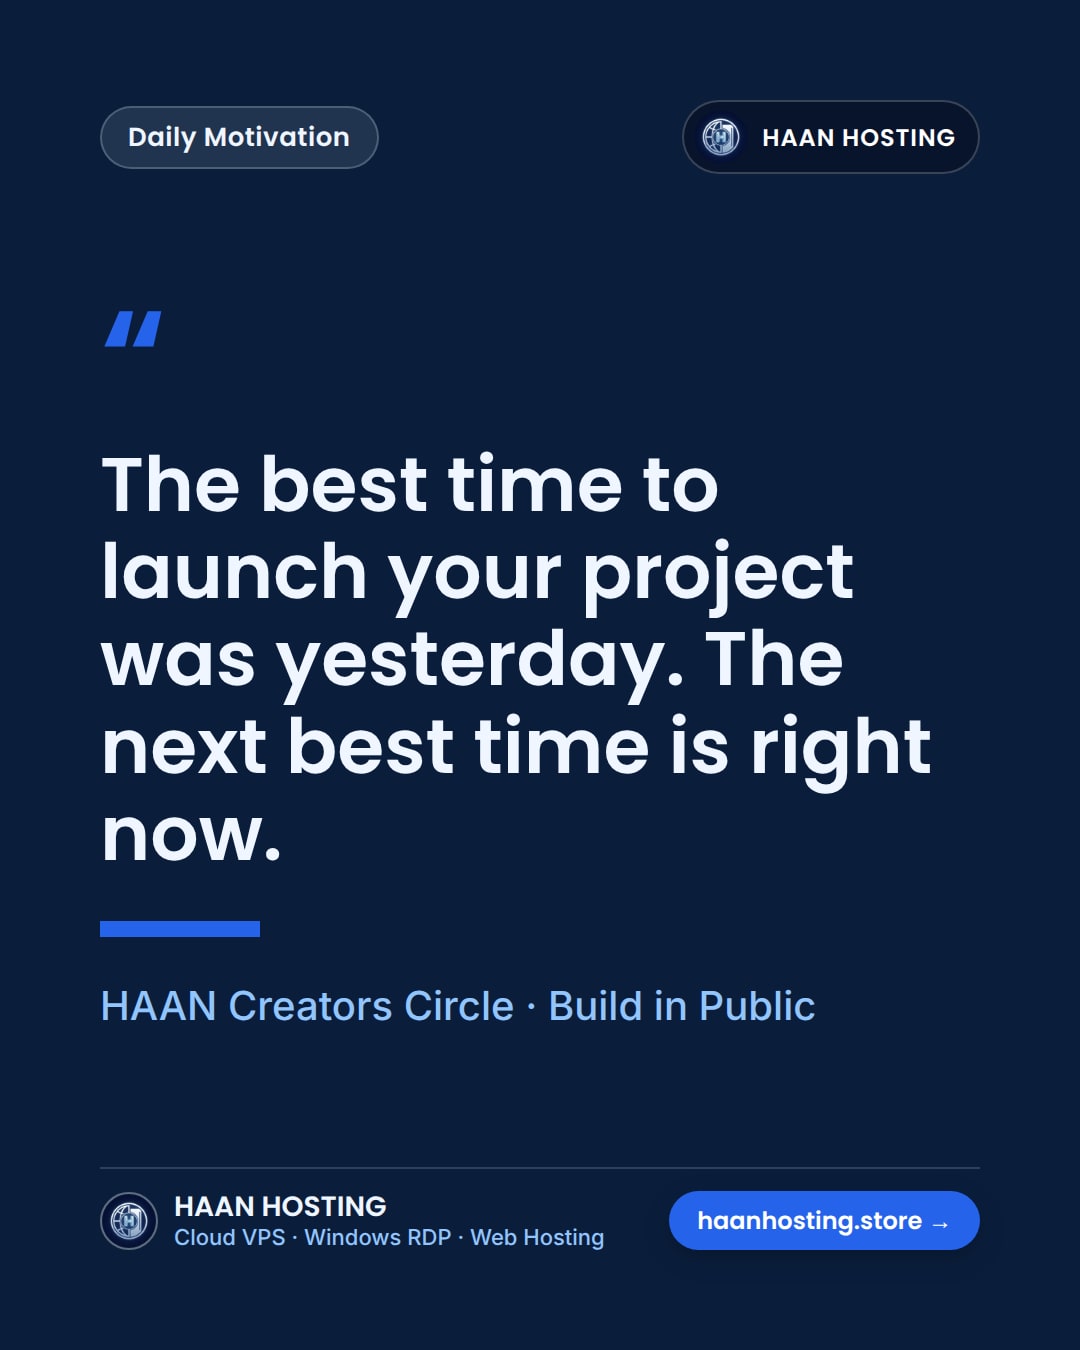 Daily Motivation
HAAN HOSTING
“
The best time to
launch your project
was yesterday. The
next best time is right
now.
HAAN Creators Circle · Build in Public
HAAN HOSTING
Cloud VPS · Windows RDP · Web Hosting
haanhosting.store →